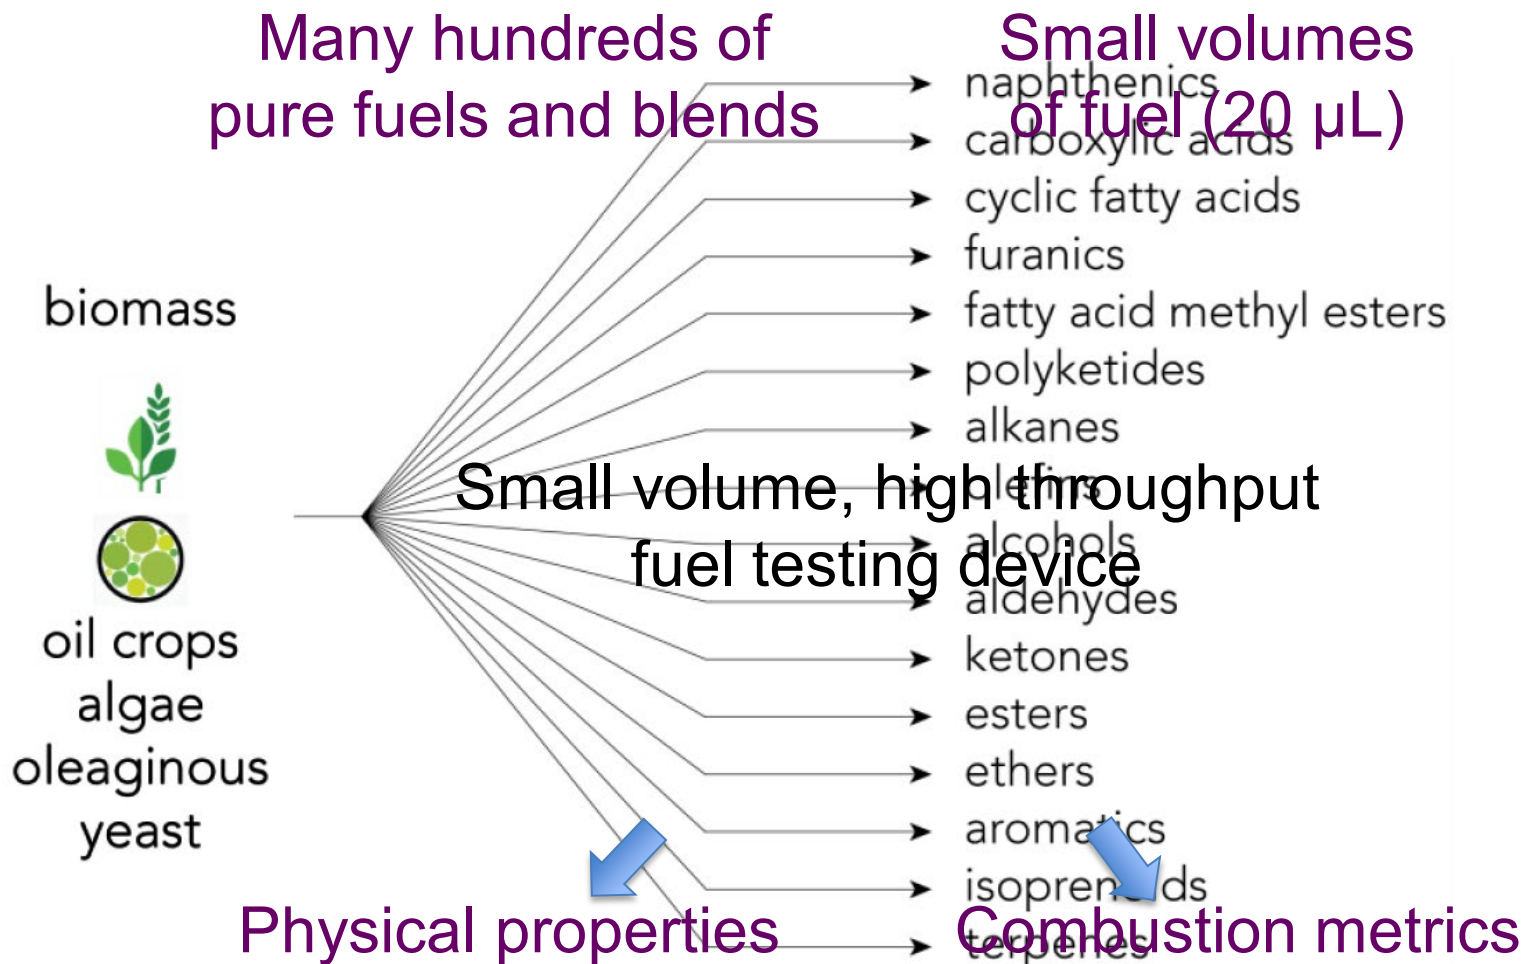 Many hundreds of
pure fuels and blends
Small volumes
of fuel (20 µL)
biomass
oil crops
algae
oleaginous
yeast
naphthenics
carboxylic acids
cyclic fatty acids
furanics
fatty acid methyl esters
polyketides
alkanes
olefins
alcohols
aldehydes
ketones
esters
ethers
aromatics
isoprenoids
terpenes
Small volume, high throughput
fuel testing device
Physical properties
Combustion metrics